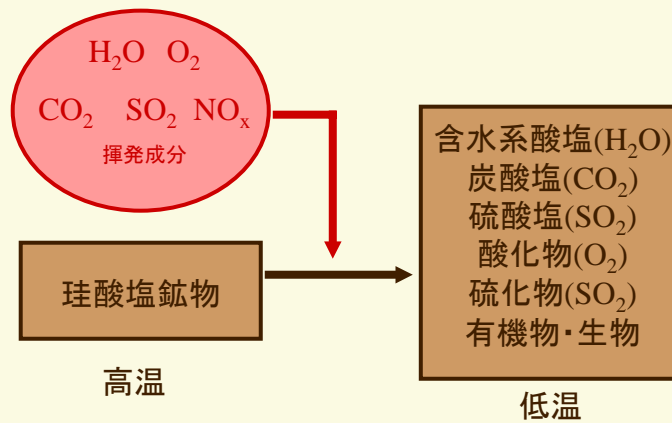 H₂O O₂
CO₂ SO₂ NOₓ
揮発成分
珪酸塩鉱物
高温
含水系酸塩(H₂O)
炭酸塩(CO₂)
硫酸塩(SO₂)
酸化物(O₂)
硫化物(SO₂)
有機物・生物
低温